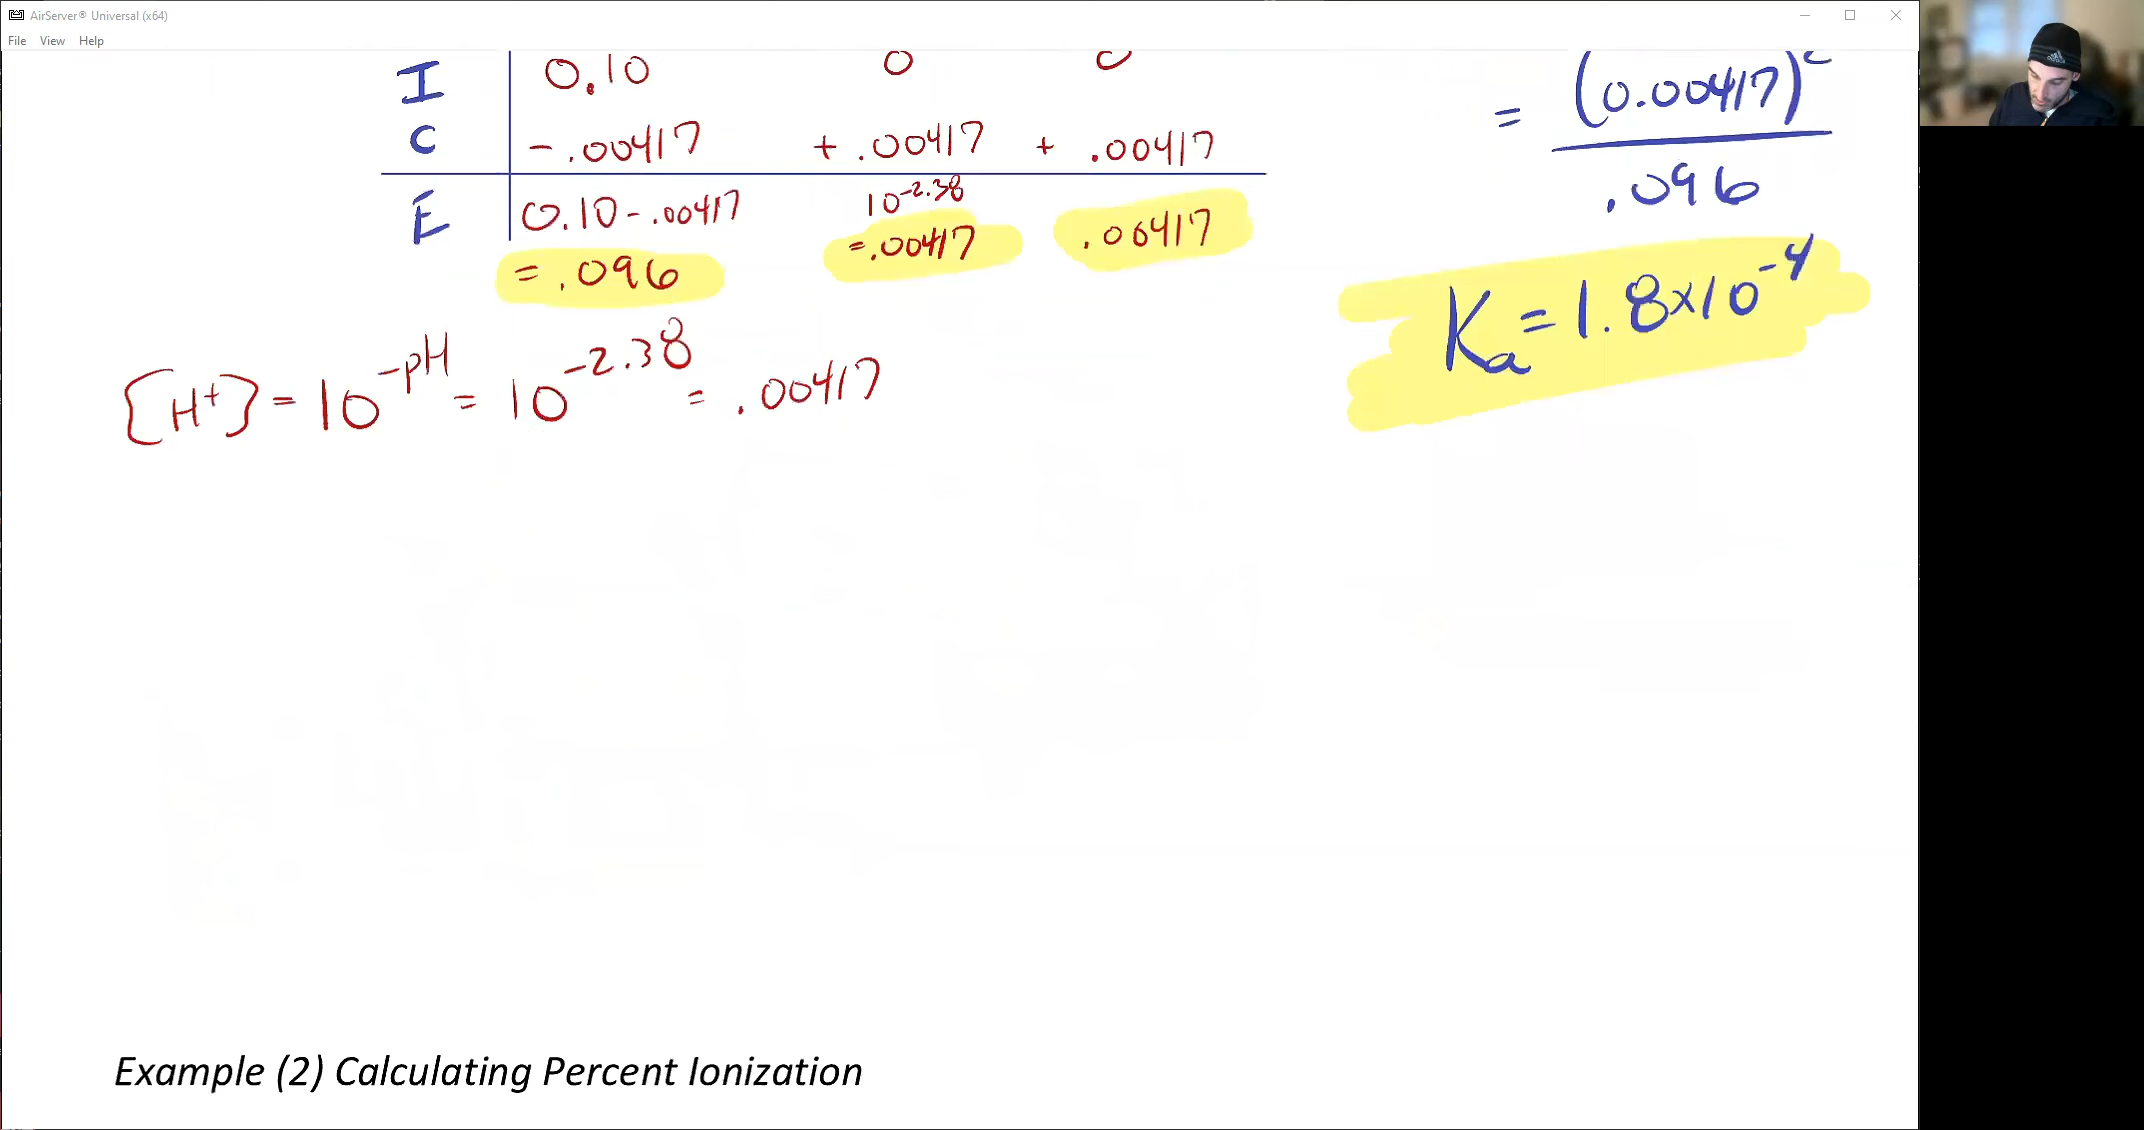 AirServer® Universal (x64)
File View Help
I 0.10 0 0
C - .00417 + .00417 + .00417
E 0.10 - .00417 10^-2.38 .00417
= .096 = .00417
[H⁺] = 10^-pH = 10^-2.38 = .00417
= (0.00417)²
.096
Ka = 1.8x10^-4
Example (2) Calculating Percent Ionization